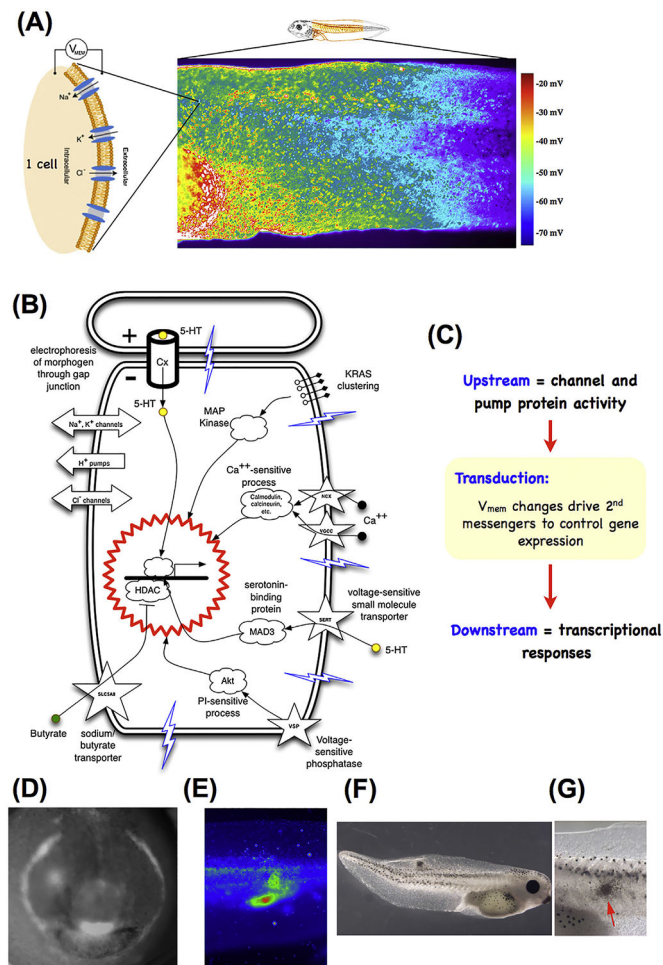 (A)
V_MEM
Na⁺
K⁺
Cl⁻
1 cell
Intracellular
Extracellular
-20 mV
-30 mV
-40 mV
-50 mV
-60 mV
-70 mV
(B)
+
5-HT
Cx
-
electrophoresis
of morphogen
through gap
junction
5-HT
KRAS
clustering
MAP
Kinase
Na⁺, K⁺ channels
H⁺ pumps
Cl⁻ channels
Ca⁺⁺-sensitive
process
Calmodulin,
calcineurin,
etc.
NCX
VGCC
Ca⁺⁺
HDAC
serotonin-
binding
protein
MAD3
SERT
voltage-sensitive
small molecule
transporter
5-HT
Akt
PI-sensitive
process
VSP
Voltage-
sensitive
phosphatase
SLC5A8
Butyrate
sodium/
butyrate
transporter
(C)
Upstream = channel and
pump protein activity
Transduction:
V_mem changes drive 2ⁿᵈ
messengers to control gene
expression
Downstream = transcriptional
responses
(D)
(E)
(F)
(G)